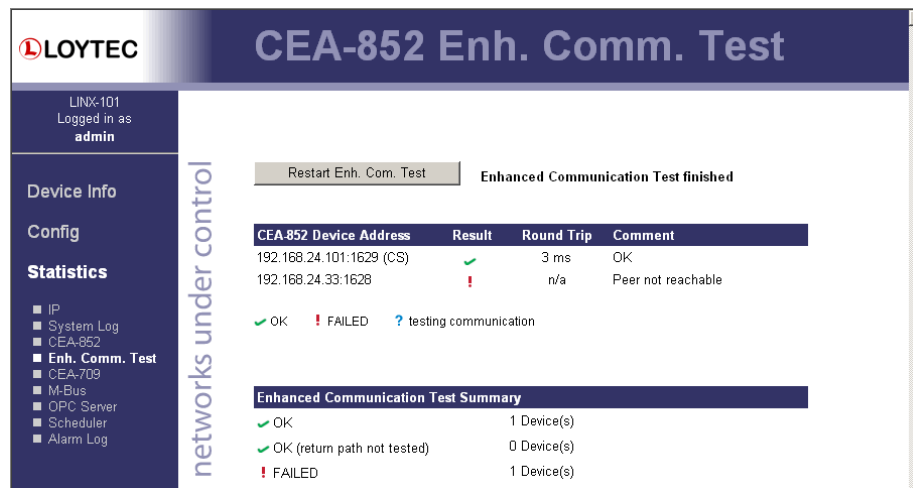 LOYTEC
CEA-852 Enh. Comm. Test
LINX-101
Logged in as
admin
Device Info
Config
Statistics
IP
System Log
CEA-852
Enh. Comm. Test
CEA-709
M-Bus
OPC Server
Scheduler
Alarm Log
networks under control
Restart Enh. Com. Test Enhanced Communication Test finished
CEA-852 Device Address Result Round Trip Comment
192.168.24.101:1629 (CS) 3 ms OK
192.168.24.33:1628 ! n/a Peer not reachable
OK ! FAILED ? testing communication
Enhanced Communication Test Summary
OK 1 Device(s)
OK (return path not tested) 0 Device(s)
! FAILED 1 Device(s)